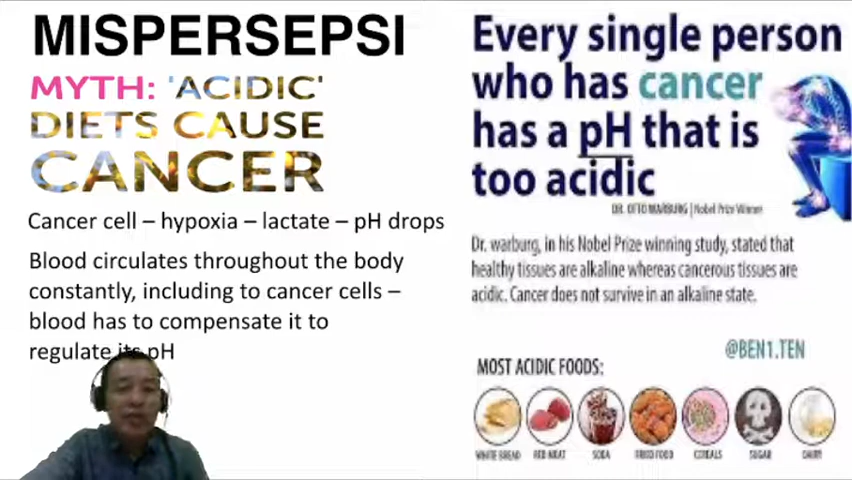 MISPERSEPSI
MYTH: 'ACIDIC'
DIETS CAUSE
CANCER
Cancer cell – hypoxia – lactate – pH drops
Blood circulates throughout the body
constantly, including to cancer cells –
blood has to compensate it to
regulate its pH
Every single person
who has cancer
has a pH that is
too acidic
DR. OTTO WARBURG | Nobel Prize Winner
Dr. warburg, in his Nobel Prize winning study, stated that
healthy tissues are alkaline whereas cancerous tissues are
acidic. Cancer does not survive in an alkaline state.
@BEN1.TEN
MOST ACIDIC FOODS:
WHITE BREAD RED MEAT SODA FRIED FOOD CEREALS SUGAR DAIRY